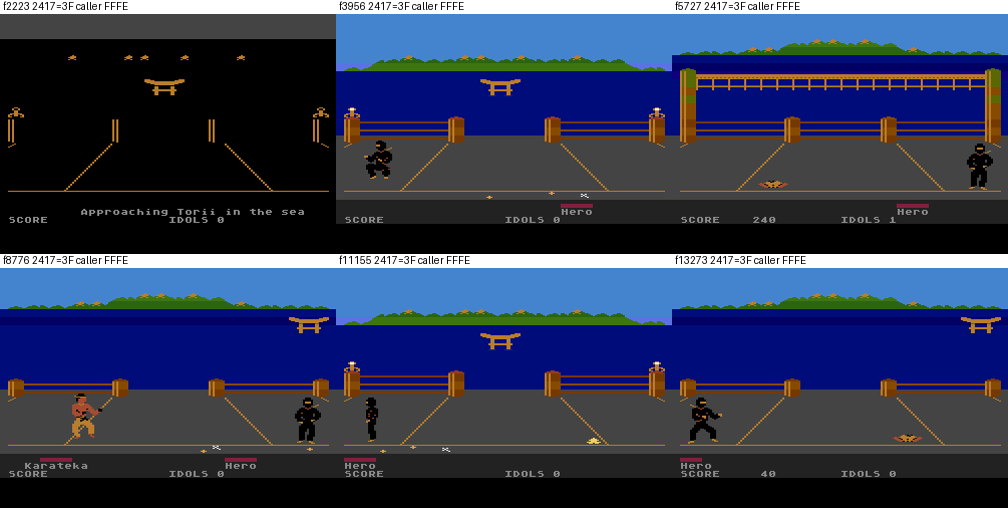 f2223 2417=3F caller FFFE
f3956 2417=3F caller FFFE
f5727 2417=3F caller FFFE
Approaching Torii in the sea
SCORE IDOLS 0
Hero
SCORE IDOLS 0
Hero
SCORE 240 IDOLS 1
f8776 2417=3F caller FFFE
f11155 2417=3F caller FFFE
f13273 2417=3F caller FFFE
Karateka Hero
SCORE IDOLS 0
Hero
SCORE IDOLS 0
Hero
SCORE 40 IDOLS 0